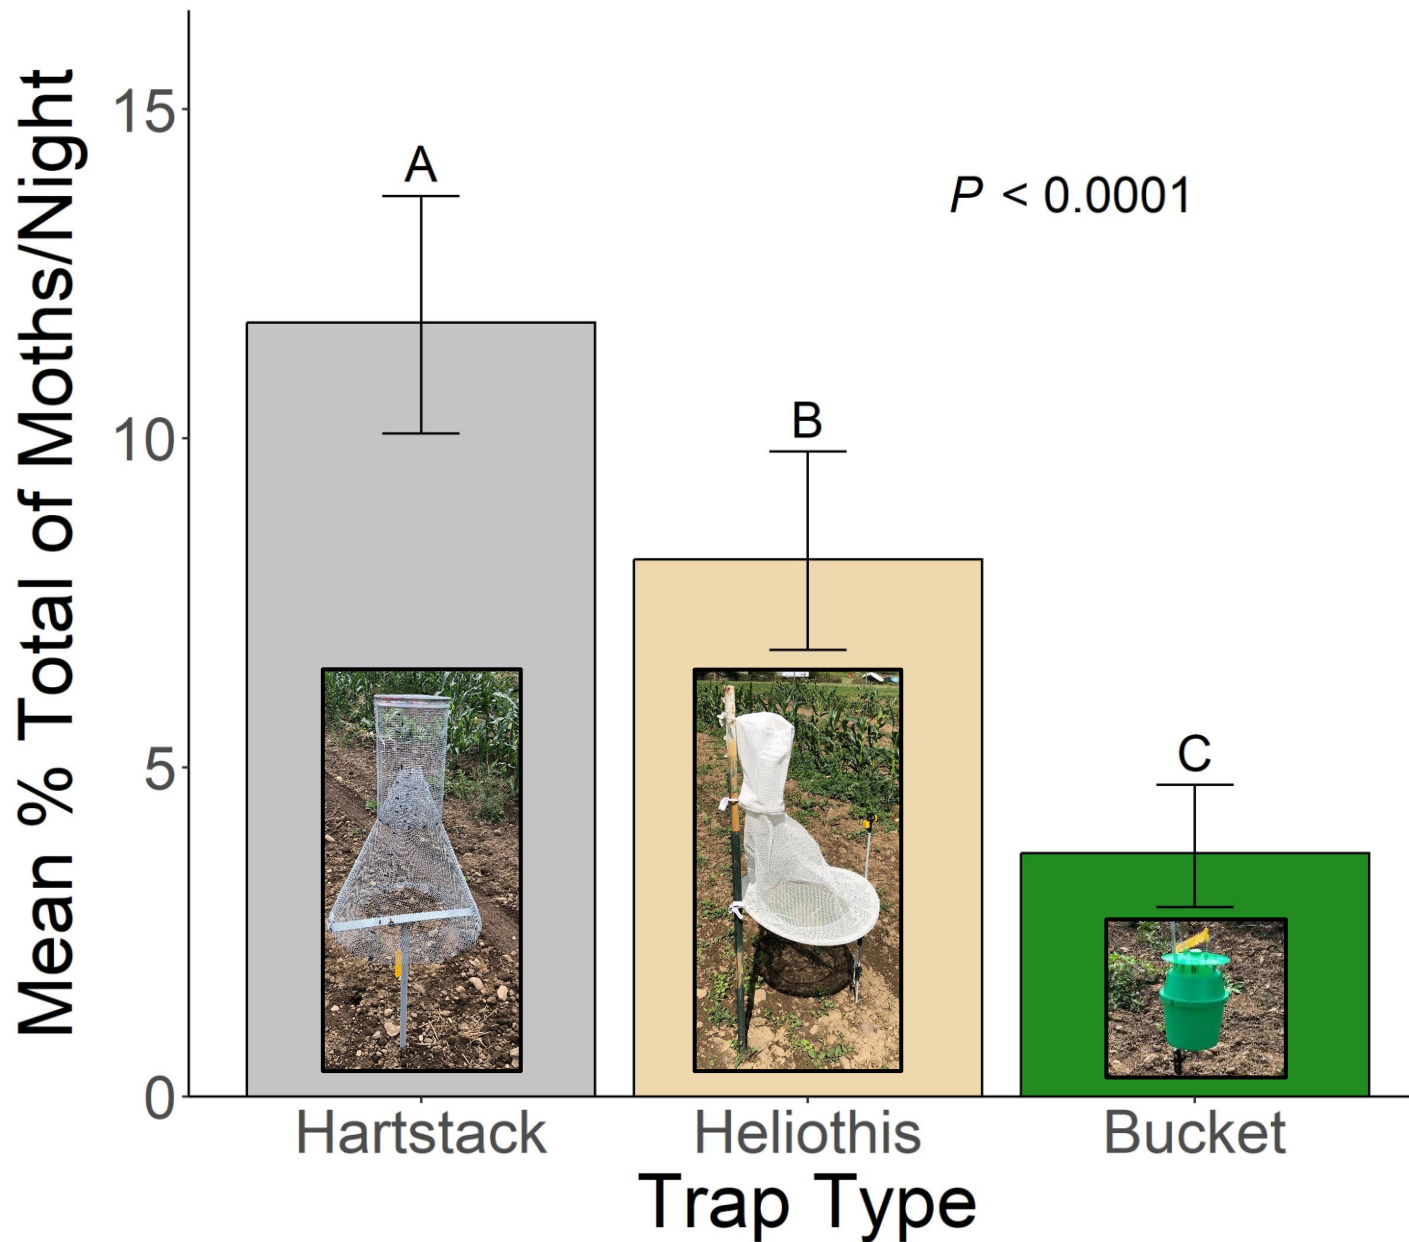 Mean % Total of Moths/Night
15
10
5
0
A
B
C
P < 0.0001
Hartstack
Heliothis
Bucket
Trap Type